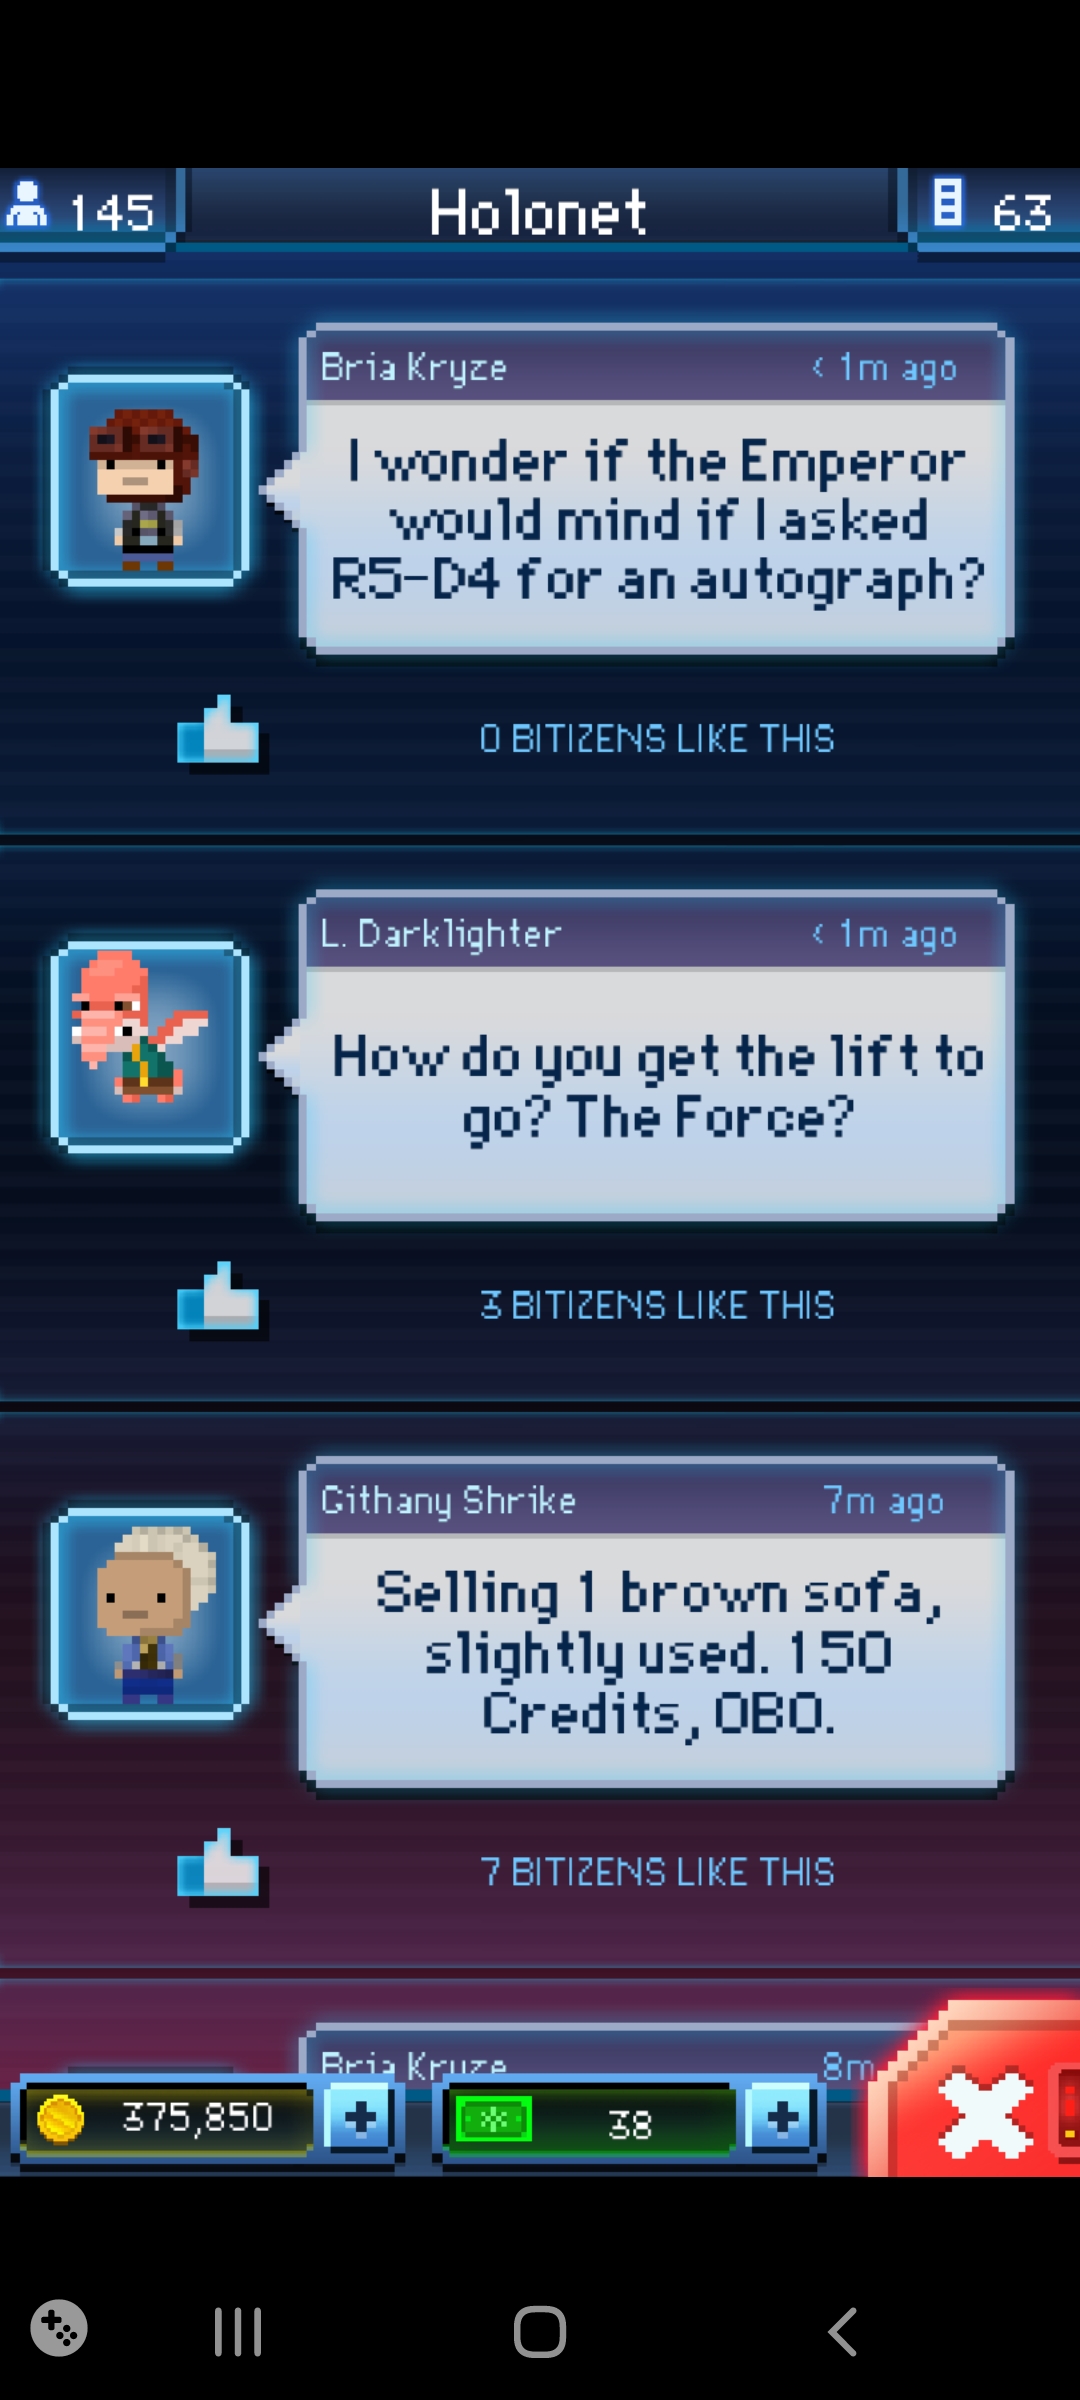 145
Holonet
63
Bria Kryze
< 1m ago
I wonder if the Emperor
would mind if I asked
R5-D4 for an autograph?
0 BITIZENS LIKE THIS
L. Darklighter
< 1m ago
How do you get the lift to
go? The Force?
3 BITIZENS LIKE THIS
Githany Shrike
7m ago
Selling 1 brown sofa,
slightly used. 150
Credits, OBO.
7 BITIZENS LIKE THIS
Bria Kryze
8m
375,850
38